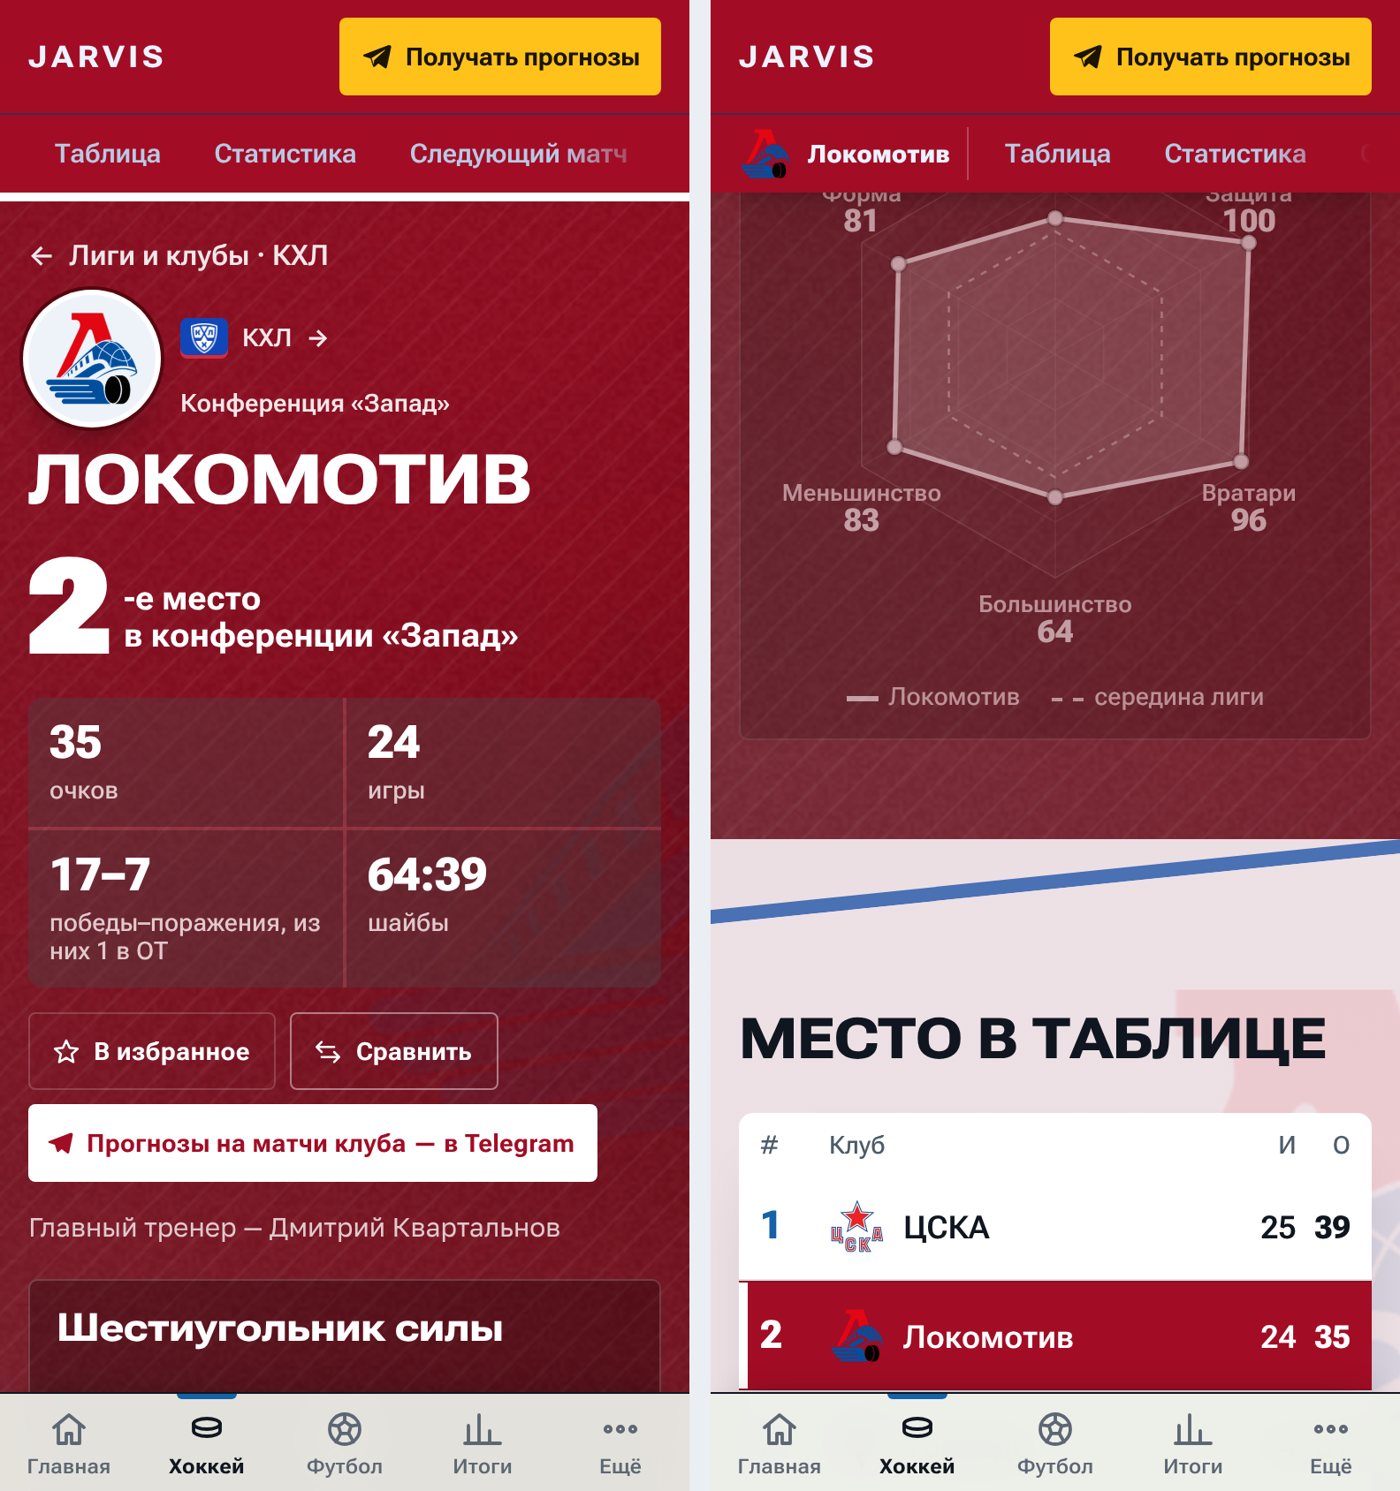 JARVIS
Получать прогнозы
Таблица
Статистика
Следующий матч
Лиги и клубы · КХЛ
КХЛ
Конференция «Запад»
ЛОКОМОТИВ
2
-е место
в конференции «Запад»
35
очков
24
игры
17–7
победы–поражения, из
них 1 в ОТ
64:39
шайбы
В избранное
Сравнить
Прогнозы на матчи клуба — в Telegram
Главный тренер — Дмитрий Квартальнов
Шестиугольник силы
Главная
Хоккей
Футбол
Итоги
Ещё
JARVIS
Получать прогнозы
Локомотив
Таблица
Статистика
Форма
81
Защита
100
Меньшинство
83
Вратари
96
Большинство
64
Локомотив
середина лиги
МЕСТО В ТАБЛИЦЕ
# Клуб И О
1 ЦСКА 25 39
2 Локомотив 24 35
Главная
Хоккей
Футбол
Итоги
Ещё